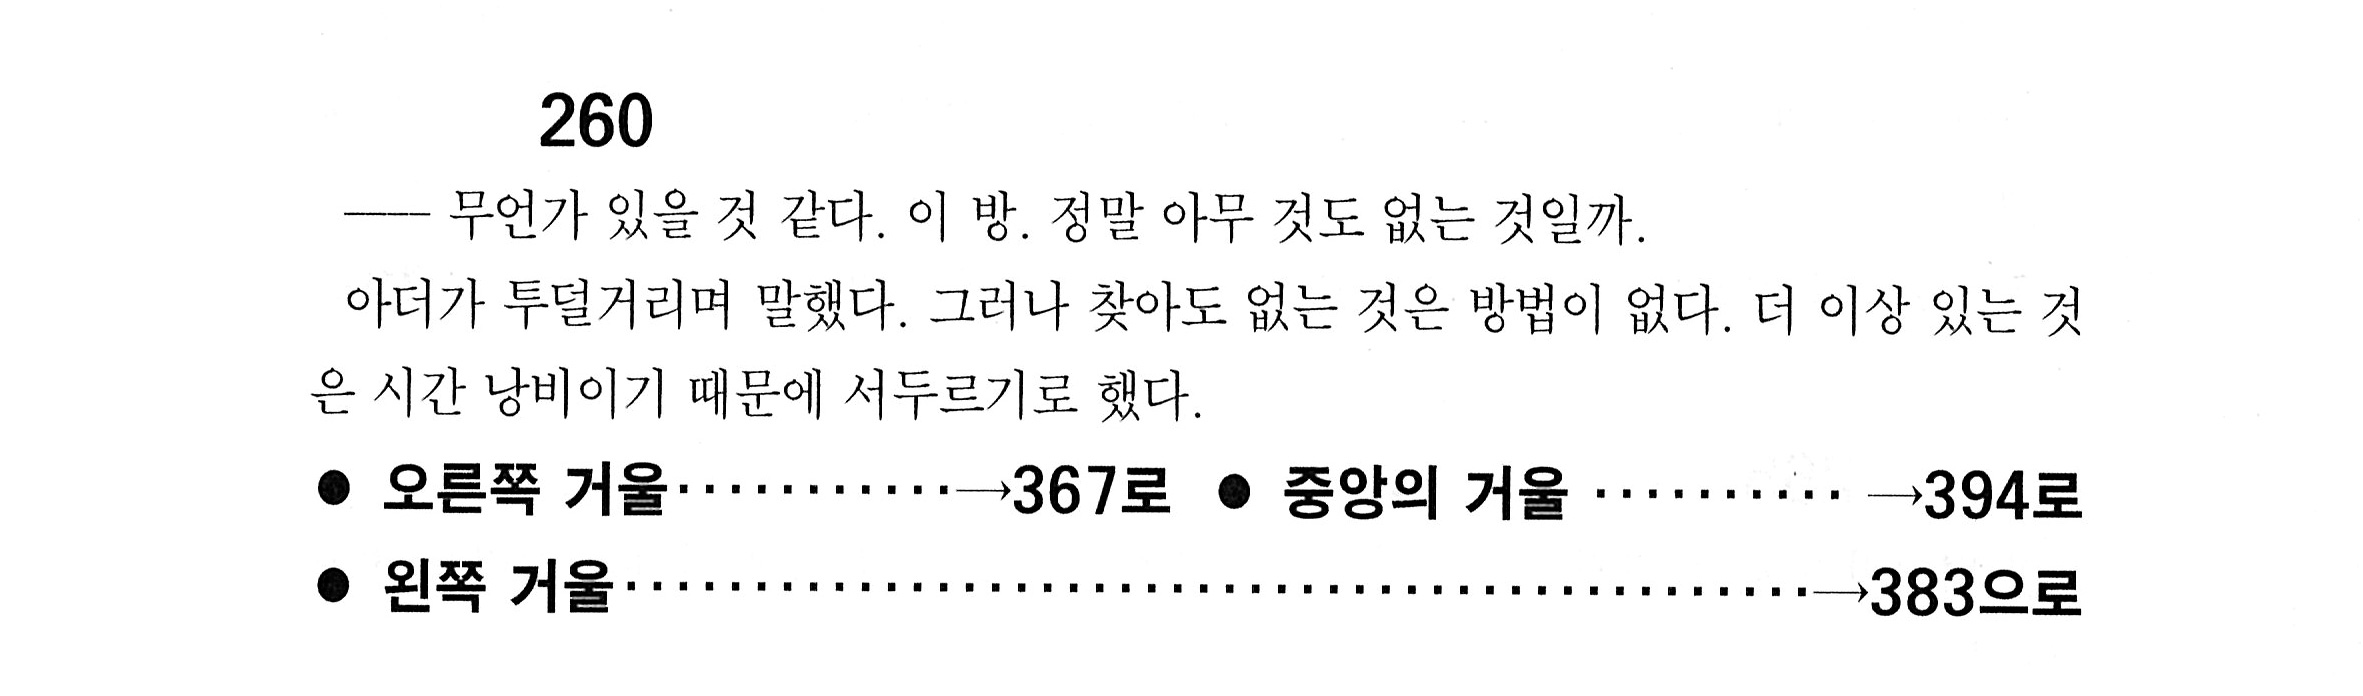 260
── 무언가 있을 것 같다. 이 방. 정말 아무 것도 없는 것일까.
아더가 투덜거리며 말했다. 그러나 찾아도 없는 것은 방법이 없다. 더 이상 있는 것
은 시간 낭비이기 때문에 서두르기로 했다.
● 오른쪽 거울···········→367로 ● 중앙의 거울 ·········· →394로
● 왼쪽 거울··············································→383으로